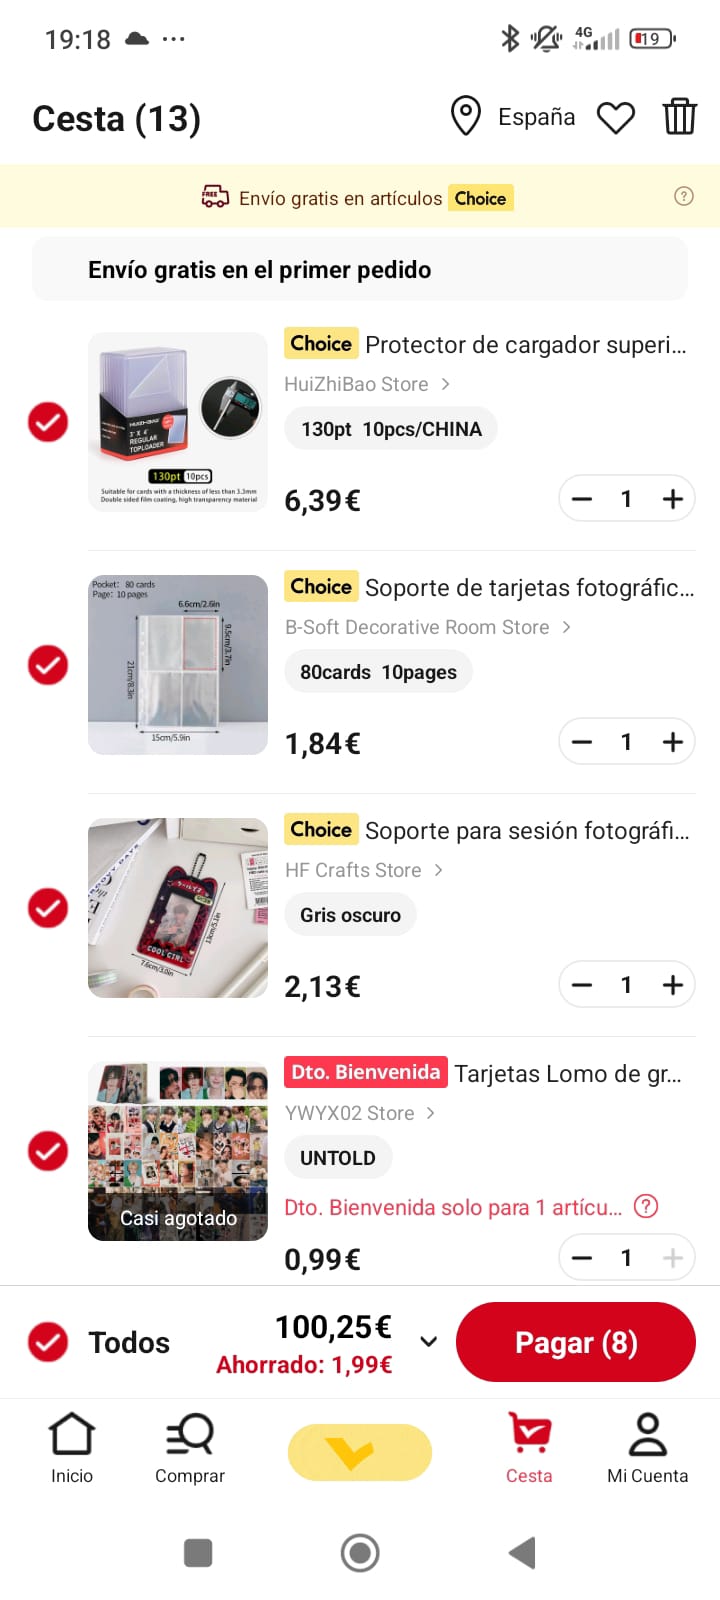 19:18
4G
19
Cesta (13)
España
FREE
Envío gratis en artículos Choice
?
Envío gratis en el primer pedido
Choice Protector de cargador superi...
HuiZhiBao Store
130pt 10pcs/CHINA
6,39€
1
HUIZHIBAO
3" X 4"
REGULAR
TOPLOADER
130pt 10pcs
Suitable for cards with a thickness of less than 3.3mm
Double sided film coating, high transparency material
Choice Soporte de tarjetas fotográfic...
B-Soft Decorative Room Store
80cards 10pages
1,84€
1
Pocket: 80 cards
Page: 10 pages
6.6cm/2.6in
9.5cm/3.7in
21cm/8.3in
15cm/5.9in
Choice Soporte para sesión fotográfi...
HF Crafts Store
Gris oscuro
2,13€
1
COOL GIRL
13cm/5.1in
7.6cm/3.0in
Dto. Bienvenida Tarjetas Lomo de gr...
YWYX02 Store
UNTOLD
Dto. Bienvenida solo para 1 artícu... ?
0,99€
1
Casi agotado
Todos
100,25€
Ahorrado: 1,99€
Pagar (8)
Inicio
Comprar
Cesta
Mi Cuenta